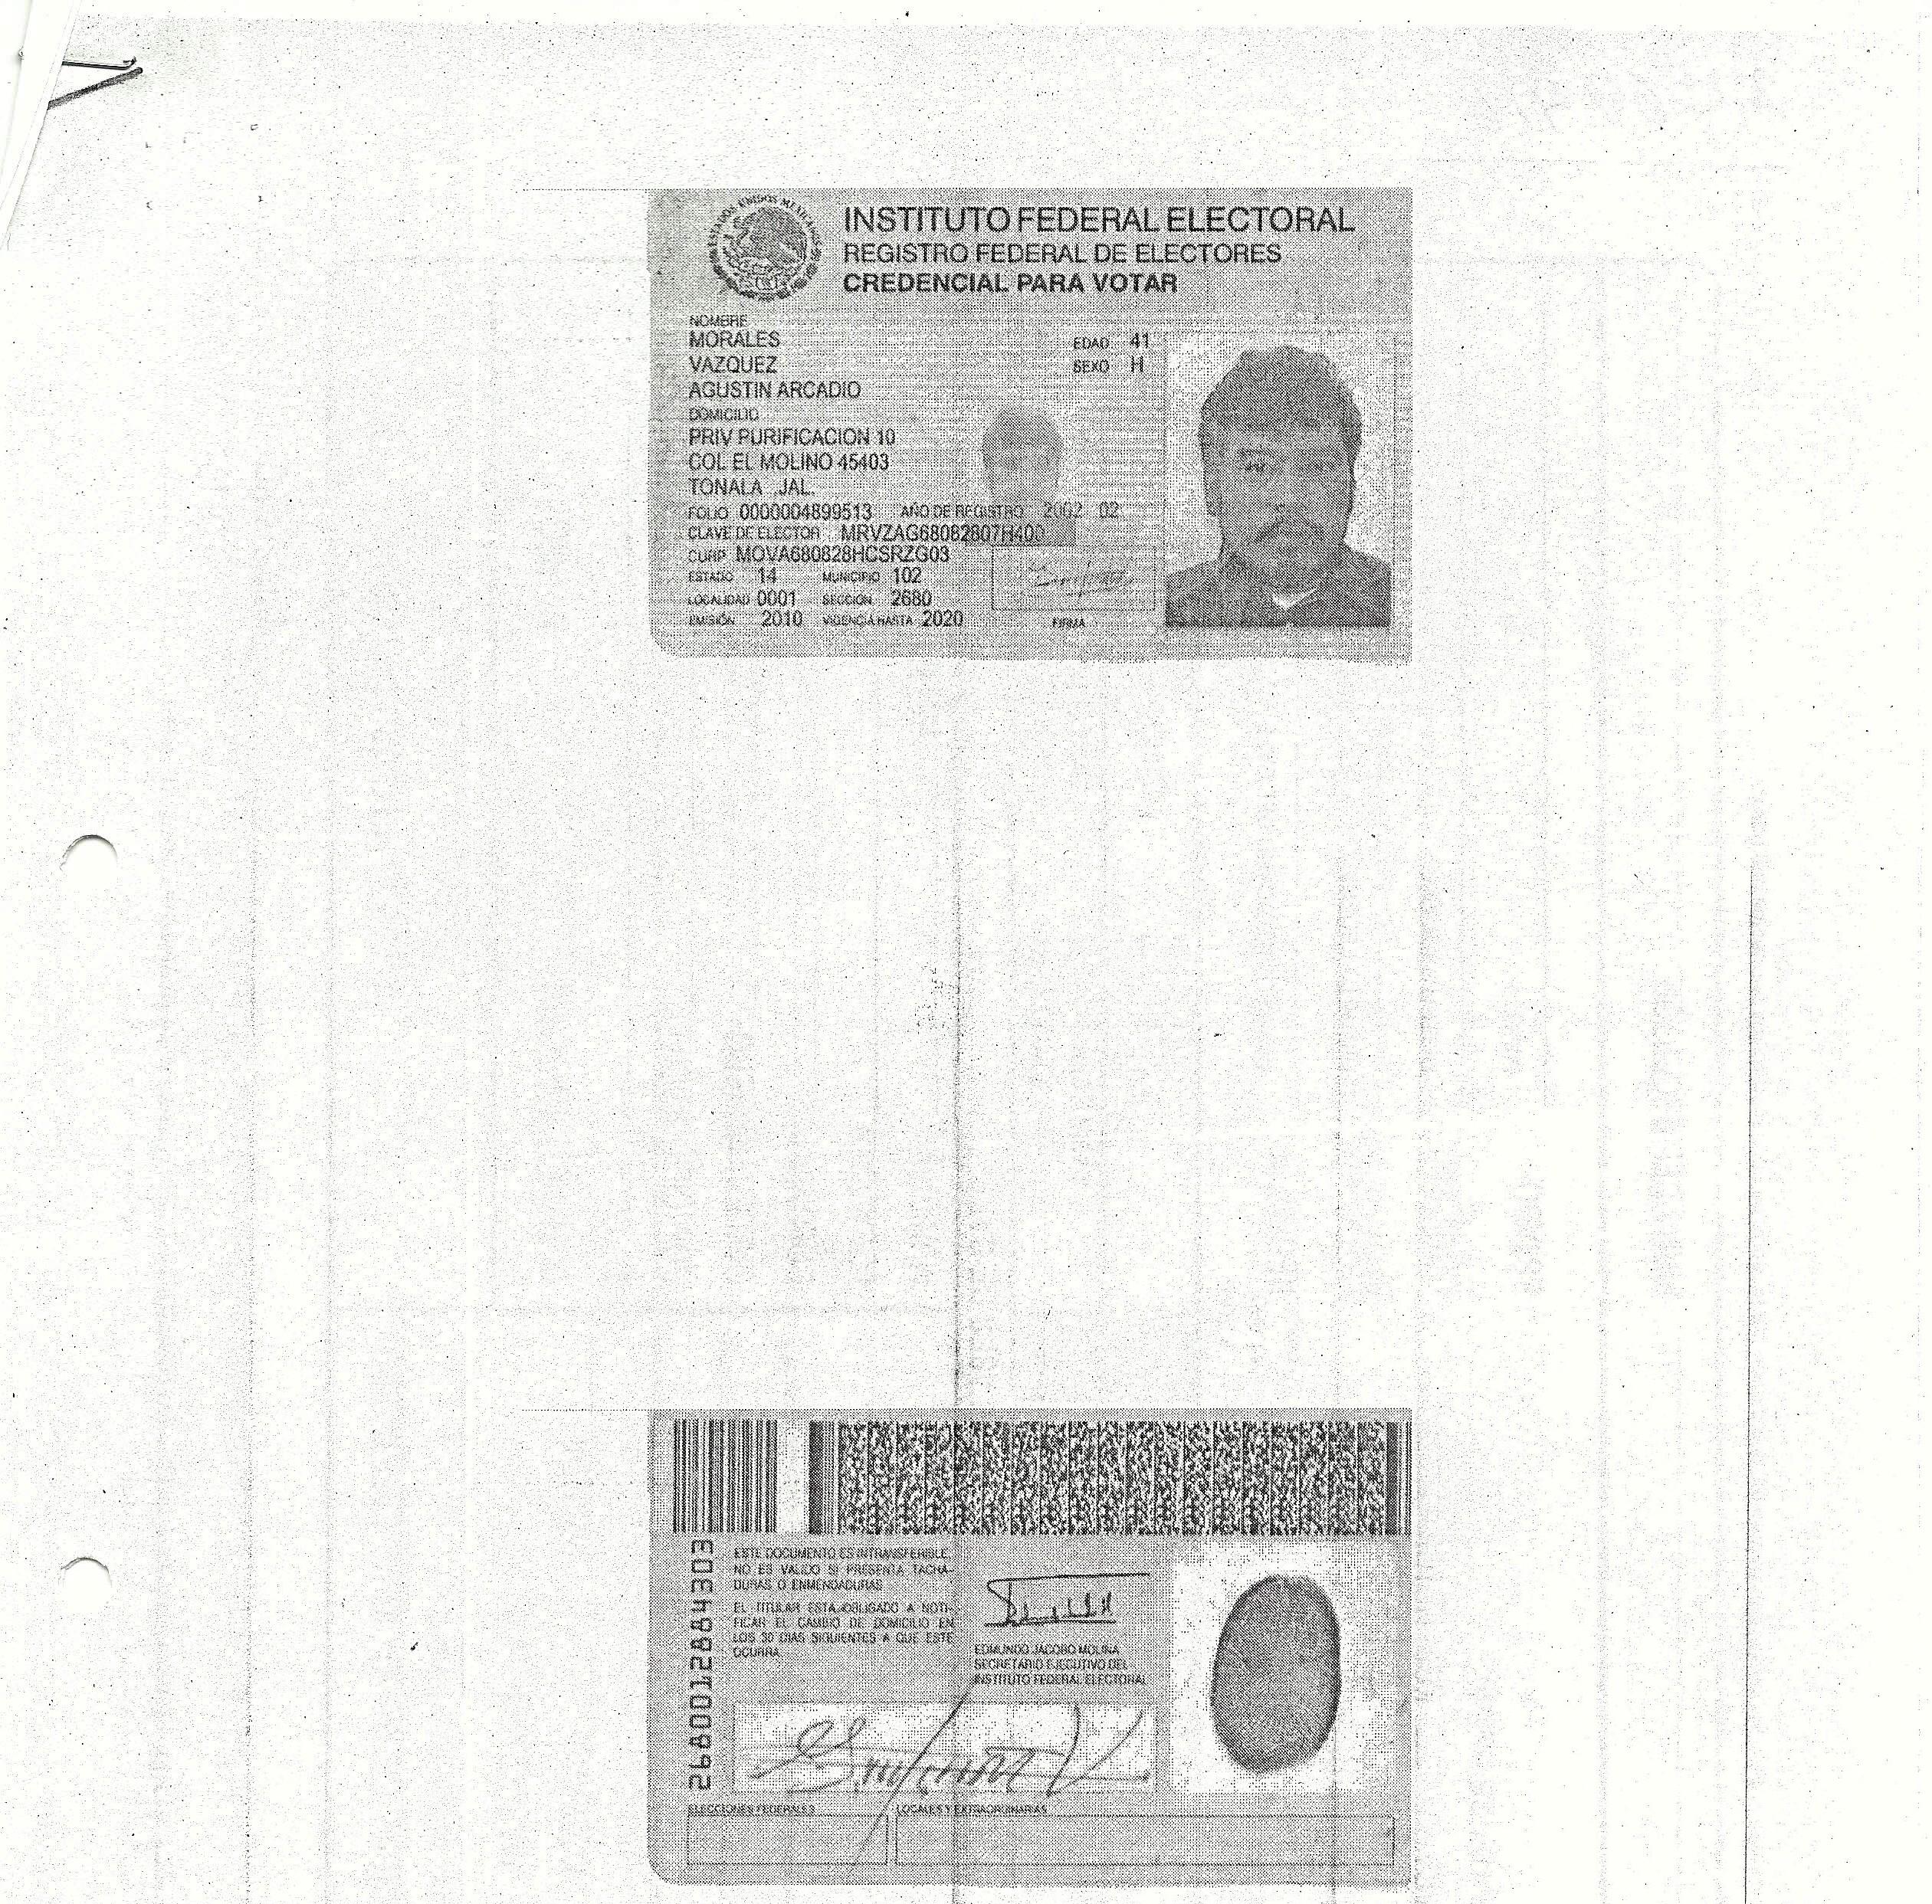 ESTADOS UNIDOS MEXICANOS
INSTITUTO FEDERAL ELECTORAL
REGISTRO FEDERAL DE ELECTORES
CREDENCIAL PARA VOTAR
NOMBRE
MORALES
VAZQUEZ
AGUSTIN ARCADIO
EDAD 41
SEXO H
DOMICILIO
PRIV PURIFICACION 10
COL EL MOLINO 45403
TONALA ,JAL.
FOLIO 0000004899513 AÑO DE REGISTRO 2002 02
CLAVE DE ELECTOR MRVZAG68082807H400
CURP MOVA680828HCSRZG03
ESTADO 14 MUNICIPIO 102
LOCALIDAD 0001 SECCION 2680
EMISIÓN 2010 VIGENCIA HASTA 2020
FIRMA
2680012884303
ESTE DOCUMENTO ES INTRANSFERIBLE.
NO ES VALIDO SI PRESENTA TACHA-
DURAS O ENMENDADURAS
EL TITULAR ESTA OBLIGADO A NOTI-
FICAR EL CAMBIO DE DOMICILIO EN
LOS 30 DIAS SIGUIENTES A QUE ESTE
OCURRA
EDMUNDO JACOBO MOLINA
SECRETARIO EJECUTIVO DEL
INSTITUTO FEDERAL ELECTORAL
ELECCIONES FEDERALES
LOCALES Y EXTRAORDINARIAS